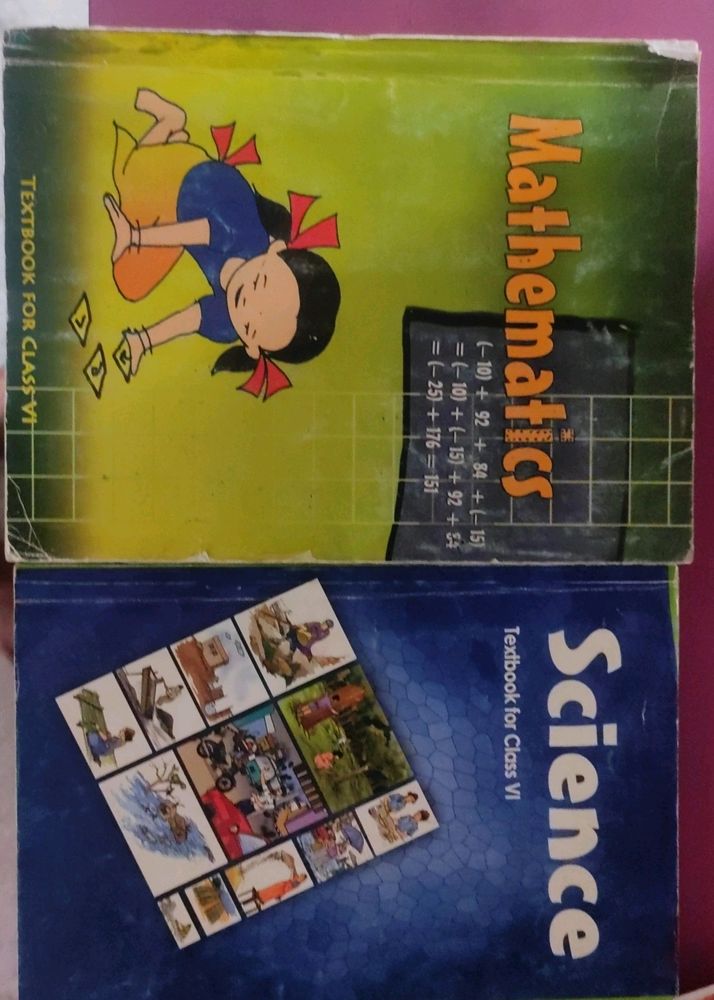 Mathematics
(–10) + 92 + 84 + (–15)
= (–10) + (–15) + 92 + 84
= (–25) + 176 = 151
TEXTBOOK FOR CLASS VI
Science
Textbook for Class VI